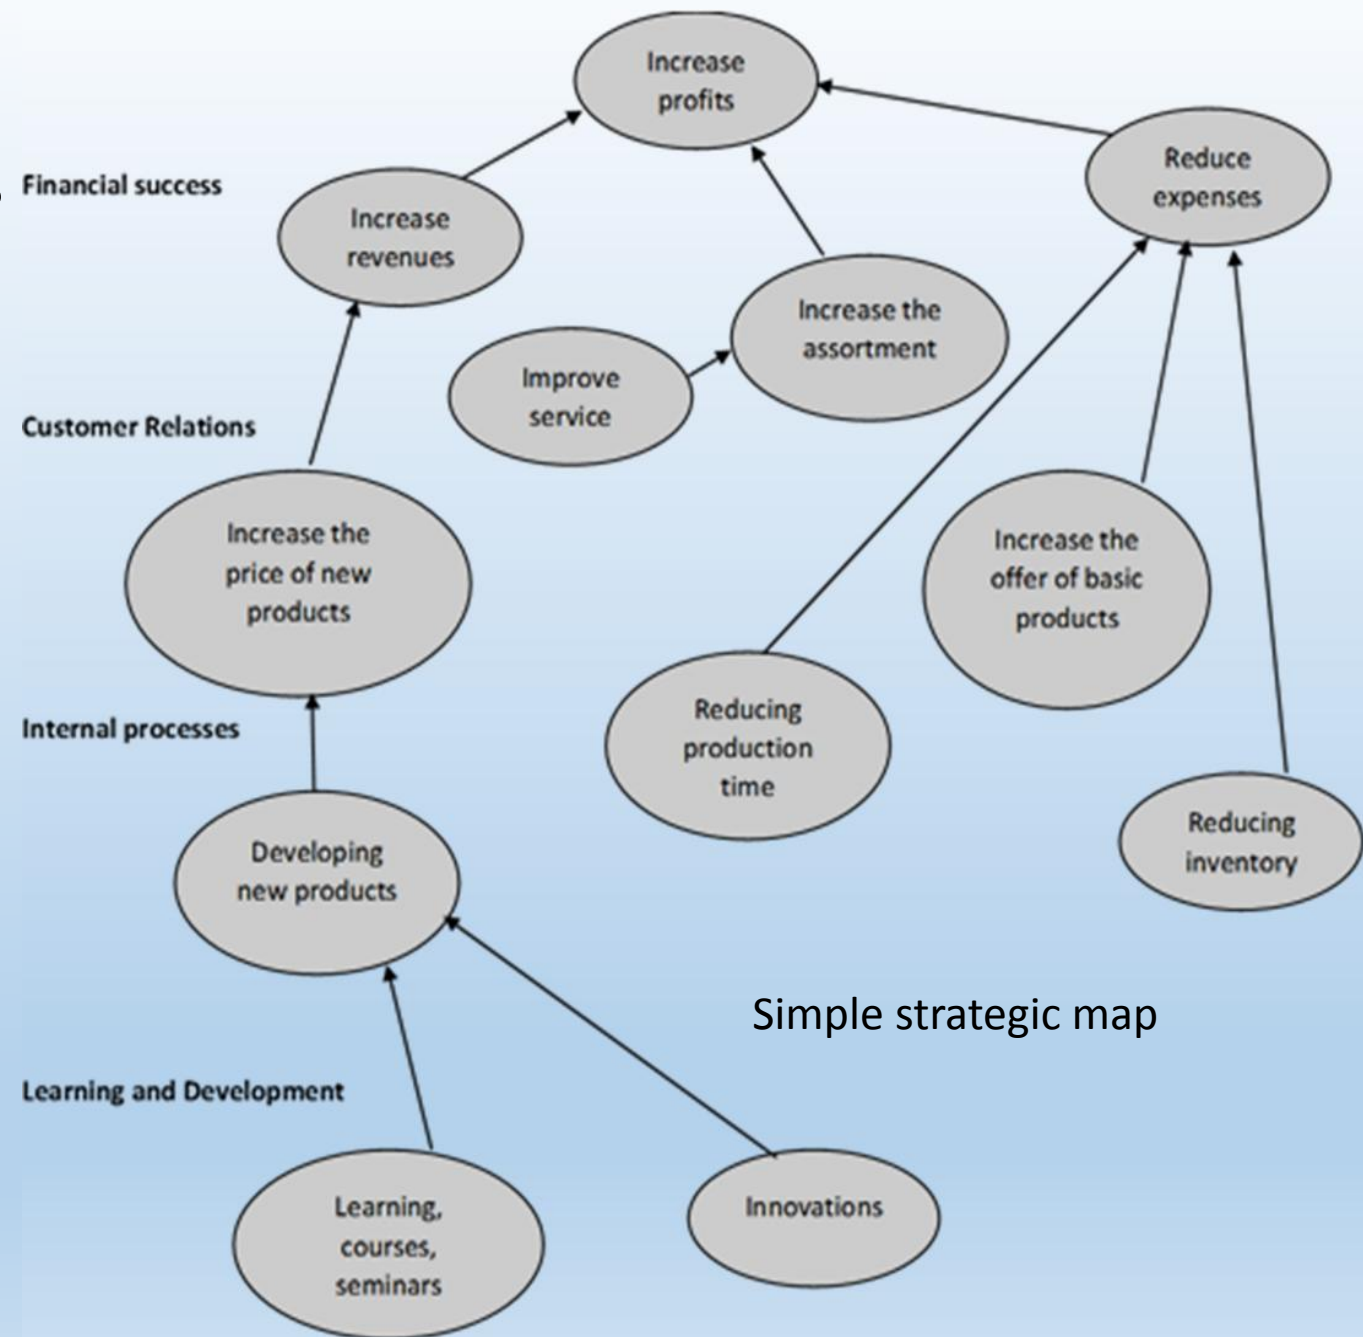 Increase
profits
Reduce
expenses
Financial success
Increase
revenues
Increase the
assortment
Improve
service
Customer Relations
Increase the
price of new
products
Increase the
offer of basic
products
Reducing
production
time
Internal processes
Developing
new products
Reducing
inventory
Simple strategic map
Learning and Development
Learning,
courses,
seminars
Innovations